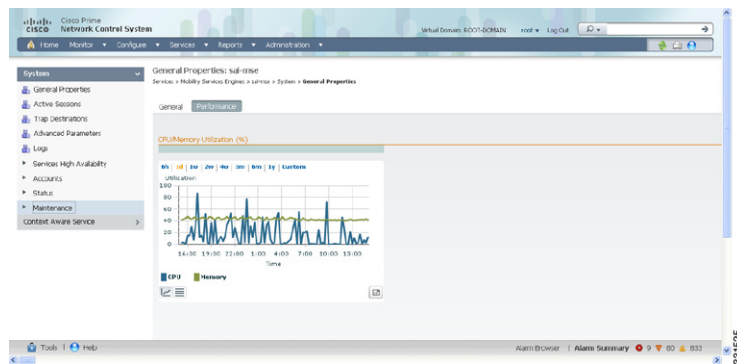 Cisco Prime
CISCO Network Control System
Virtual Domain: ROOT-DOMAIN root Log Out
Home Monitor Configure Services Reports Administration
System
General Properties
Active Sessions
Trap Destinations
Advanced Parameters
Logs
Services High Availability
Accounts
Status
Maintenance
Context Aware Service
General Properties: sal-mse
Services > Mobility Services Engines > sal-mse > System > General Properties
General Performance
CPU/Memory Utilization (%)
6h | 1d | 1w | 2w | 4w | 3m | 6m | 1y | Custom
Utilization
100
80
60
40
20
0
16:00 19:00 22:00 1:00 4:00 7:00 10:00 13:00
Time
CPU Memory
Tools | Help
Alarm Browser | Alarm Summary 9 80 833